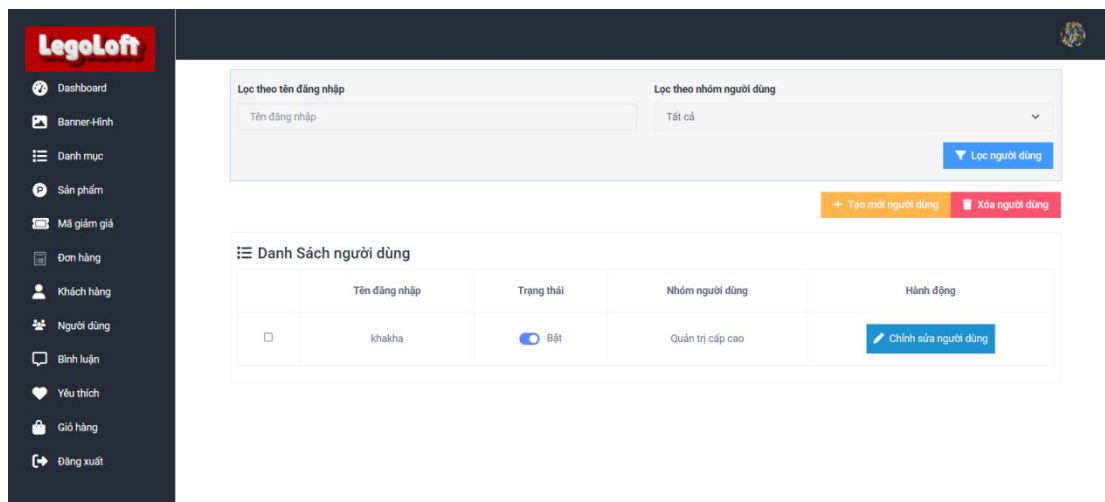 LegoLoft
Dashboard
Banner-Hình
Danh mục
Sản phẩm
Mã giảm giá
Đơn hàng
Khách hàng
Người dùng
Bình luận
Yêu thích
Giỏ hàng
Đăng xuất
Lọc theo tên đăng nhập
Lọc theo nhóm người dùng
Tên đăng nhập
Tất cả
Lọc người dùng
+ Tạo mới người dùng
Xóa người dùng
Danh Sách người dùng
Tên đăng nhập Trạng thái Nhóm người dùng Hành động
khakha Bật Quản trị cấp cao Chỉnh sửa người dùng